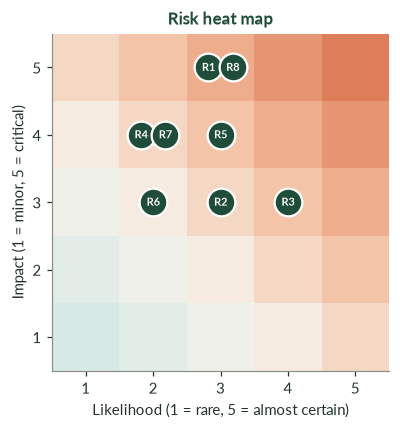 Risk heat map
Impact (1 = minor, 5 = critical)
5
R1 R8
4
R4 R7 R5
3
R6 R2 R3
2
1
1 2 3 4 5
Likelihood (1 = rare, 5 = almost certain)